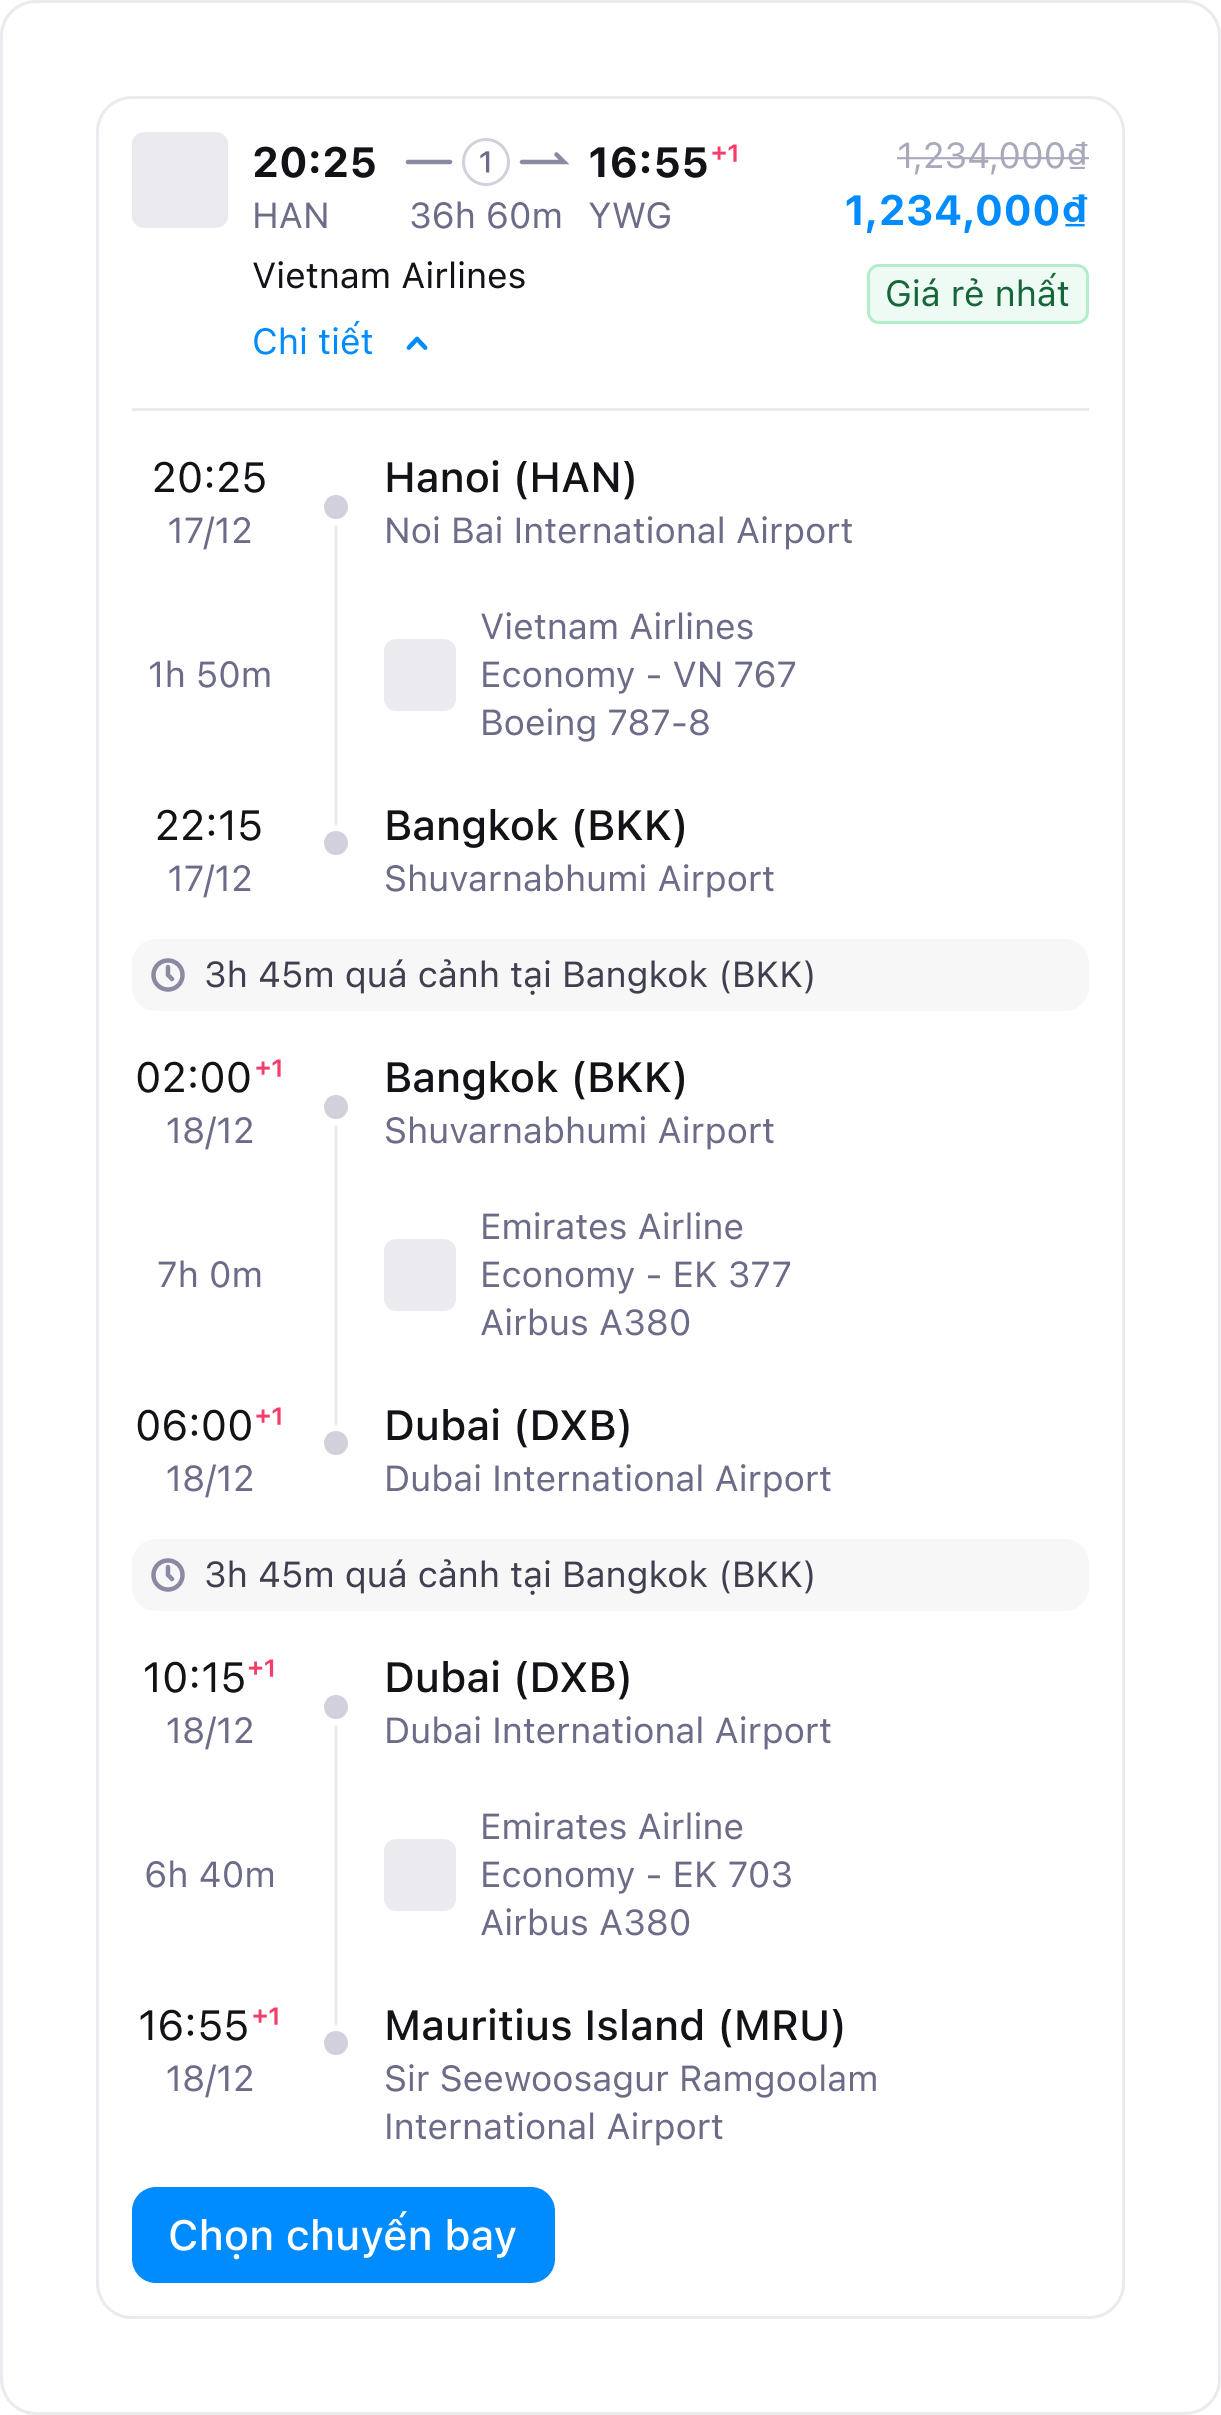 20:25 1 16:55+1 1,234,000₫
HAN 36h 60m YWG 1,234,000₫
Vietnam Airlines Giá rẻ nhất
Chi tiết
20:25 Hanoi (HAN)
17/12 Noi Bai International Airport
Vietnam Airlines
1h 50m Economy - VN 767
Boeing 787-8
22:15 Bangkok (BKK)
17/12 Shuvarnabhumi Airport
3h 45m quá cảnh tại Bangkok (BKK)
02:00+1 Bangkok (BKK)
18/12 Shuvarnabhumi Airport
Emirates Airline
7h 0m Economy - EK 377
Airbus A380
06:00+1 Dubai (DXB)
18/12 Dubai International Airport
3h 45m quá cảnh tại Bangkok (BKK)
10:15+1 Dubai (DXB)
18/12 Dubai International Airport
Emirates Airline
6h 40m Economy - EK 703
Airbus A380
16:55+1 Mauritius Island (MRU)
18/12 Sir Seewoosagur Ramgoolam
International Airport
Chọn chuyến bay